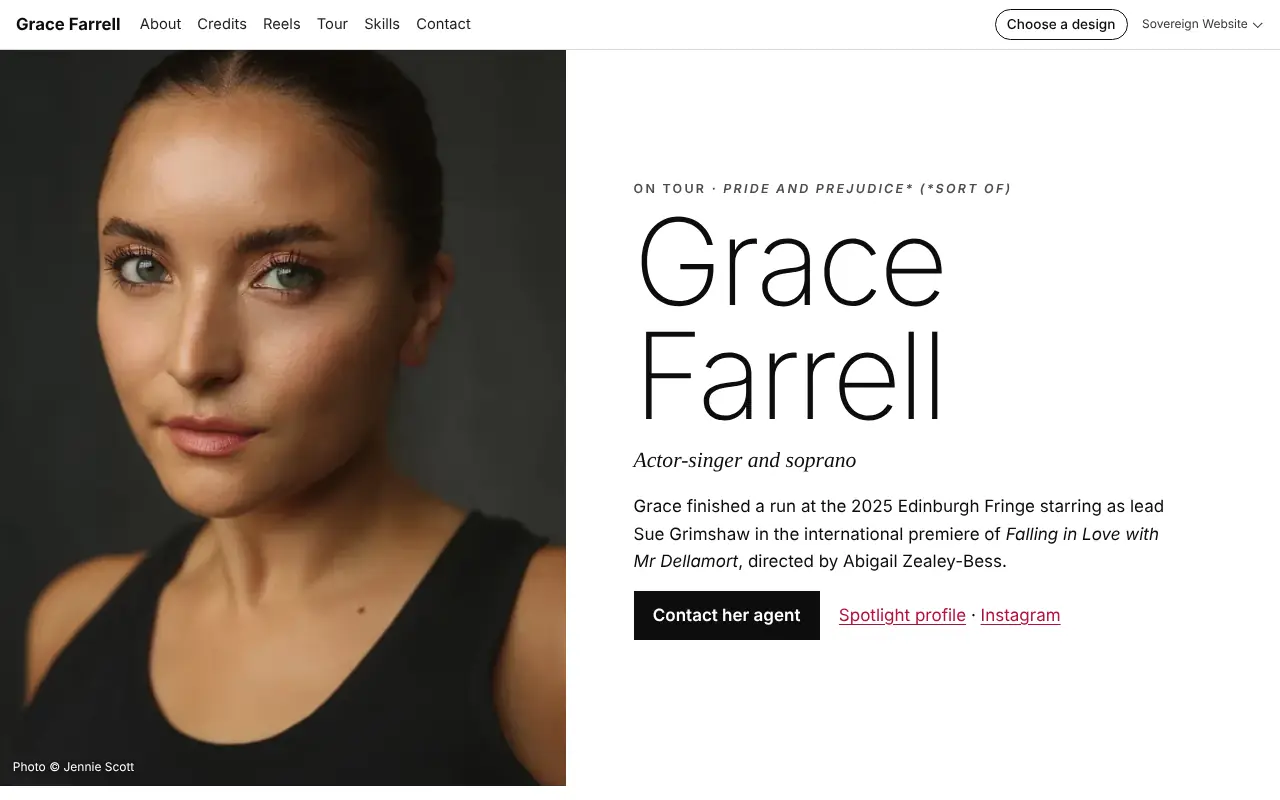 Grace Farrell About Credits Reels Tour Skills Contact Choose a design Sovereign Website
ON TOUR · PRIDE AND PREJUDICE* (*SORT OF)
Grace
Farrell
Actor-singer and soprano
Grace finished a run at the 2025 Edinburgh Fringe starring as lead
Sue Grimshaw in the international premiere of Falling in Love with
Mr Dellamort, directed by Abigail Zealey-Bess.
Contact her agent Spotlight profile · Instagram
Photo © Jennie Scott